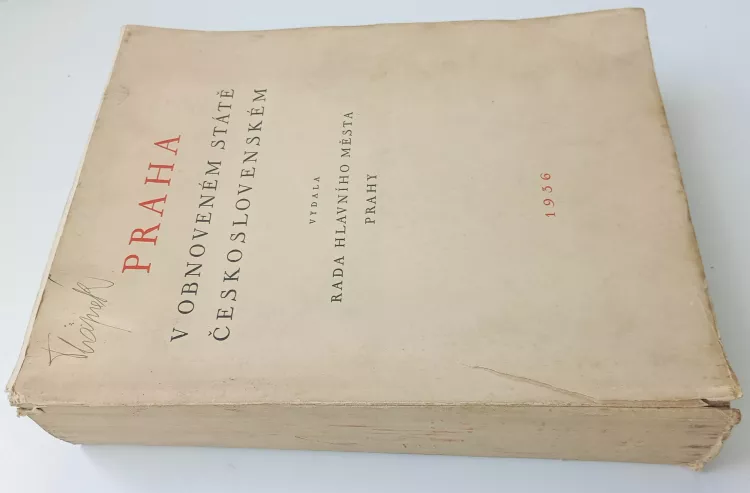 PRAHA
V OBNOVENÉM STÁTĚ
ČESKOSLOVENSKÉM
VYDALA
RADA HLAVNÍHO MĚSTA
PRAHY
1936